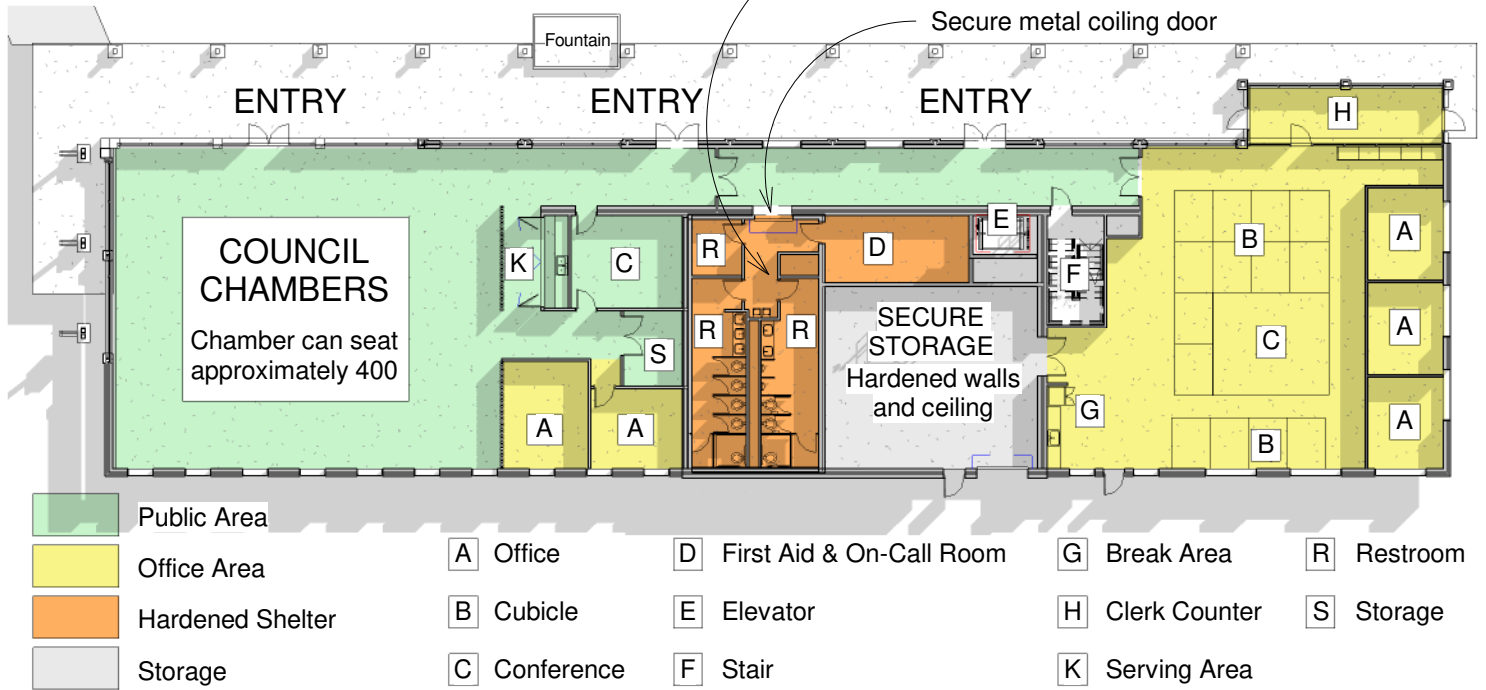 Secure metal coiling door
Fountain
ENTRY
ENTRY
ENTRY
H
COUNCIL
CHAMBERS
Chamber can seat
approximately 400
K
C
R
D
E
F
B
A
S
R
R
SECURE
STORAGE
Hardened walls
and ceiling
C
A
A
A
G
B
A
Public Area
Office Area
Hardened Shelter
Storage
A Office
B Cubicle
C Conference
D First Aid & On-Call Room
E Elevator
F Stair
G Break Area
H Clerk Counter
K Serving Area
R Restroom
S Storage